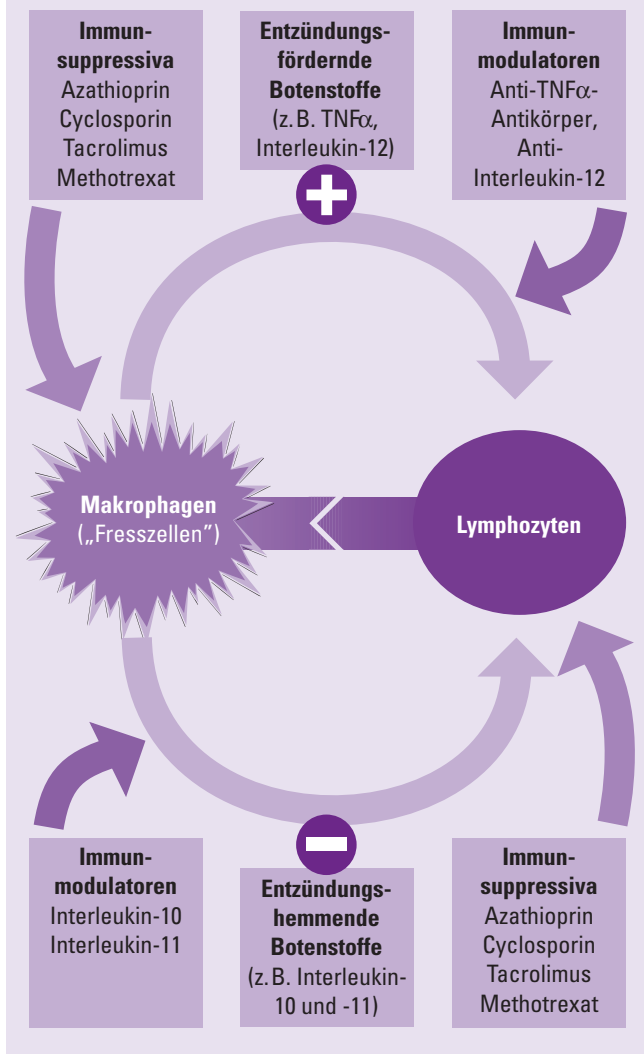 Immun-
suppressiva
Azathioprin
Cyclosporin
Tacrolimus
Methotrexat
Entzündungs-
fördernde
Botenstoffe
(z. B. TNFα,
Interleukin-12)
Immun-
modulatoren
Anti-TNFα-
Antikörper,
Anti-
Interleukin-12
Makrophagen
(„Fresszellen”)
Lymphozyten
Immun-
modulatoren
Interleukin-10
Interleukin-11
Entzündungs-
hemmende
Botenstoffe
(z. B. Interleukin-
10 und -11)
Immun-
suppressiva
Azathioprin
Cyclosporin
Tacrolimus
Methotrexat